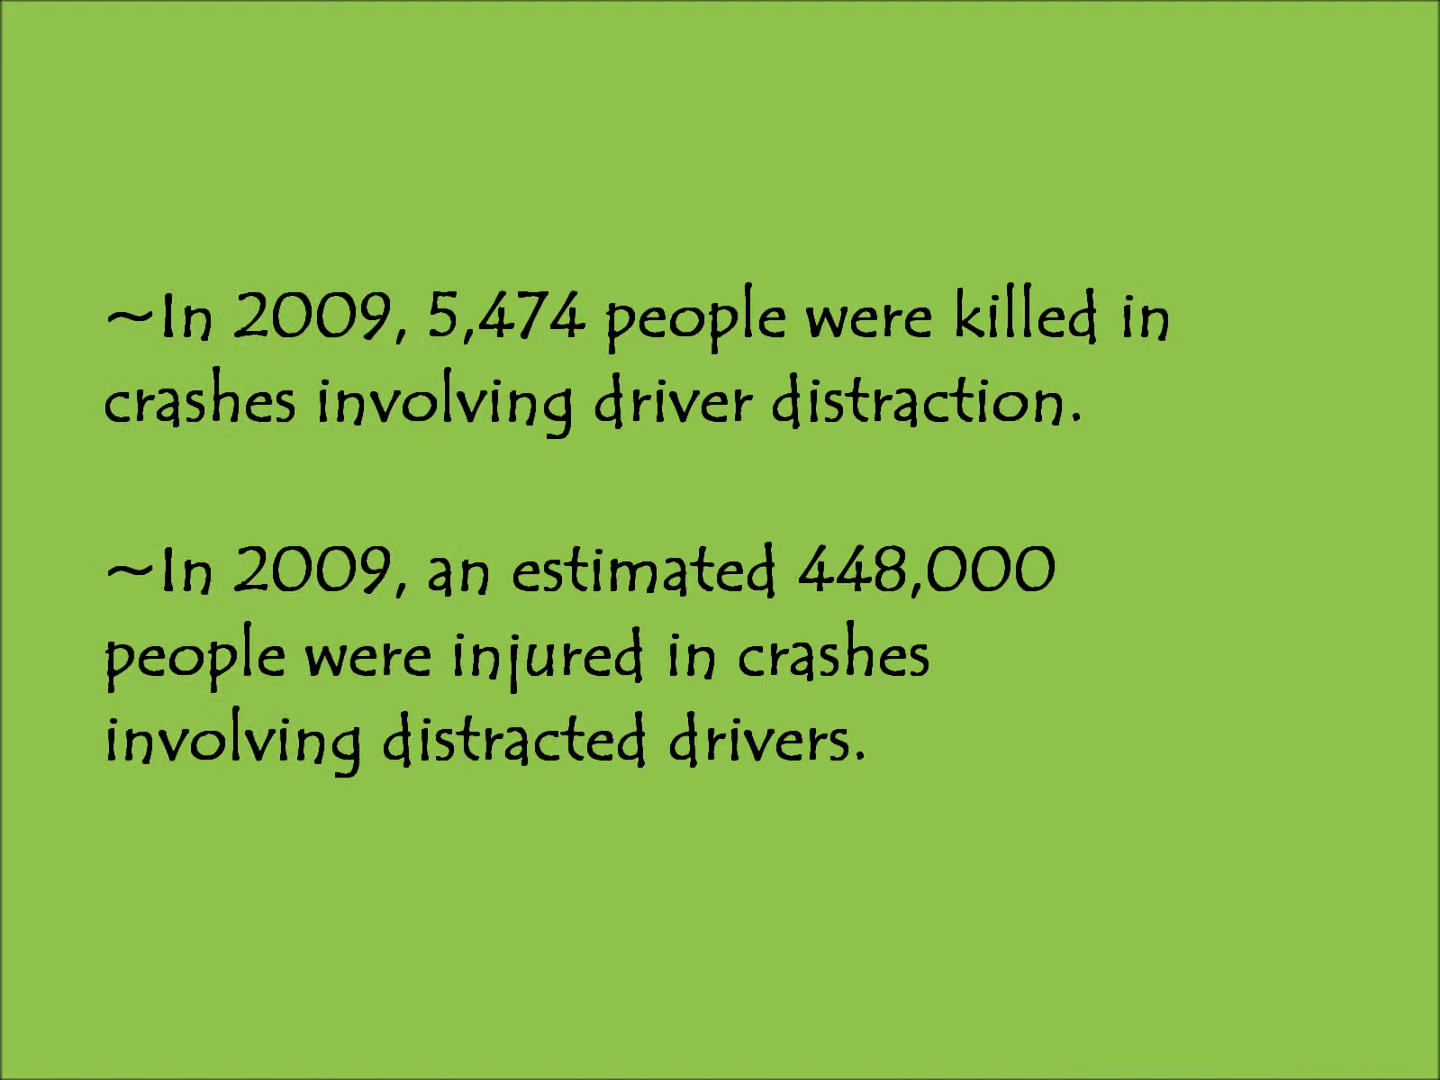 ~In 2009, 5,474 people were killed in
crashes involving driver distraction.
~In 2009, an estimated 448,000
people were injured in crashes
involving distracted drivers.